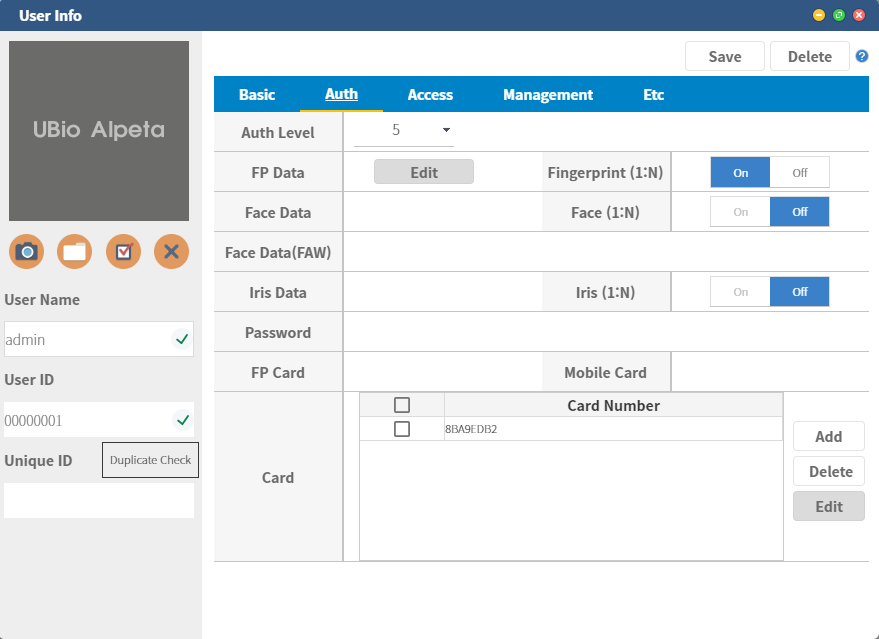 User Info
UBio Alpeta
User Name
admin
User ID
00000001
Unique ID
Duplicate Check
Save
Delete
Basic
Auth
Access
Management
Etc
Auth Level
5
FP Data
Edit
Fingerprint (1:N)
On
Off
Face Data
Face (1:N)
On
Off
Face Data(FAW)
Iris Data
Iris (1:N)
On
Off
Password
FP Card
Mobile Card
Card
Card Number
8BA9EDB2
Add
Delete
Edit